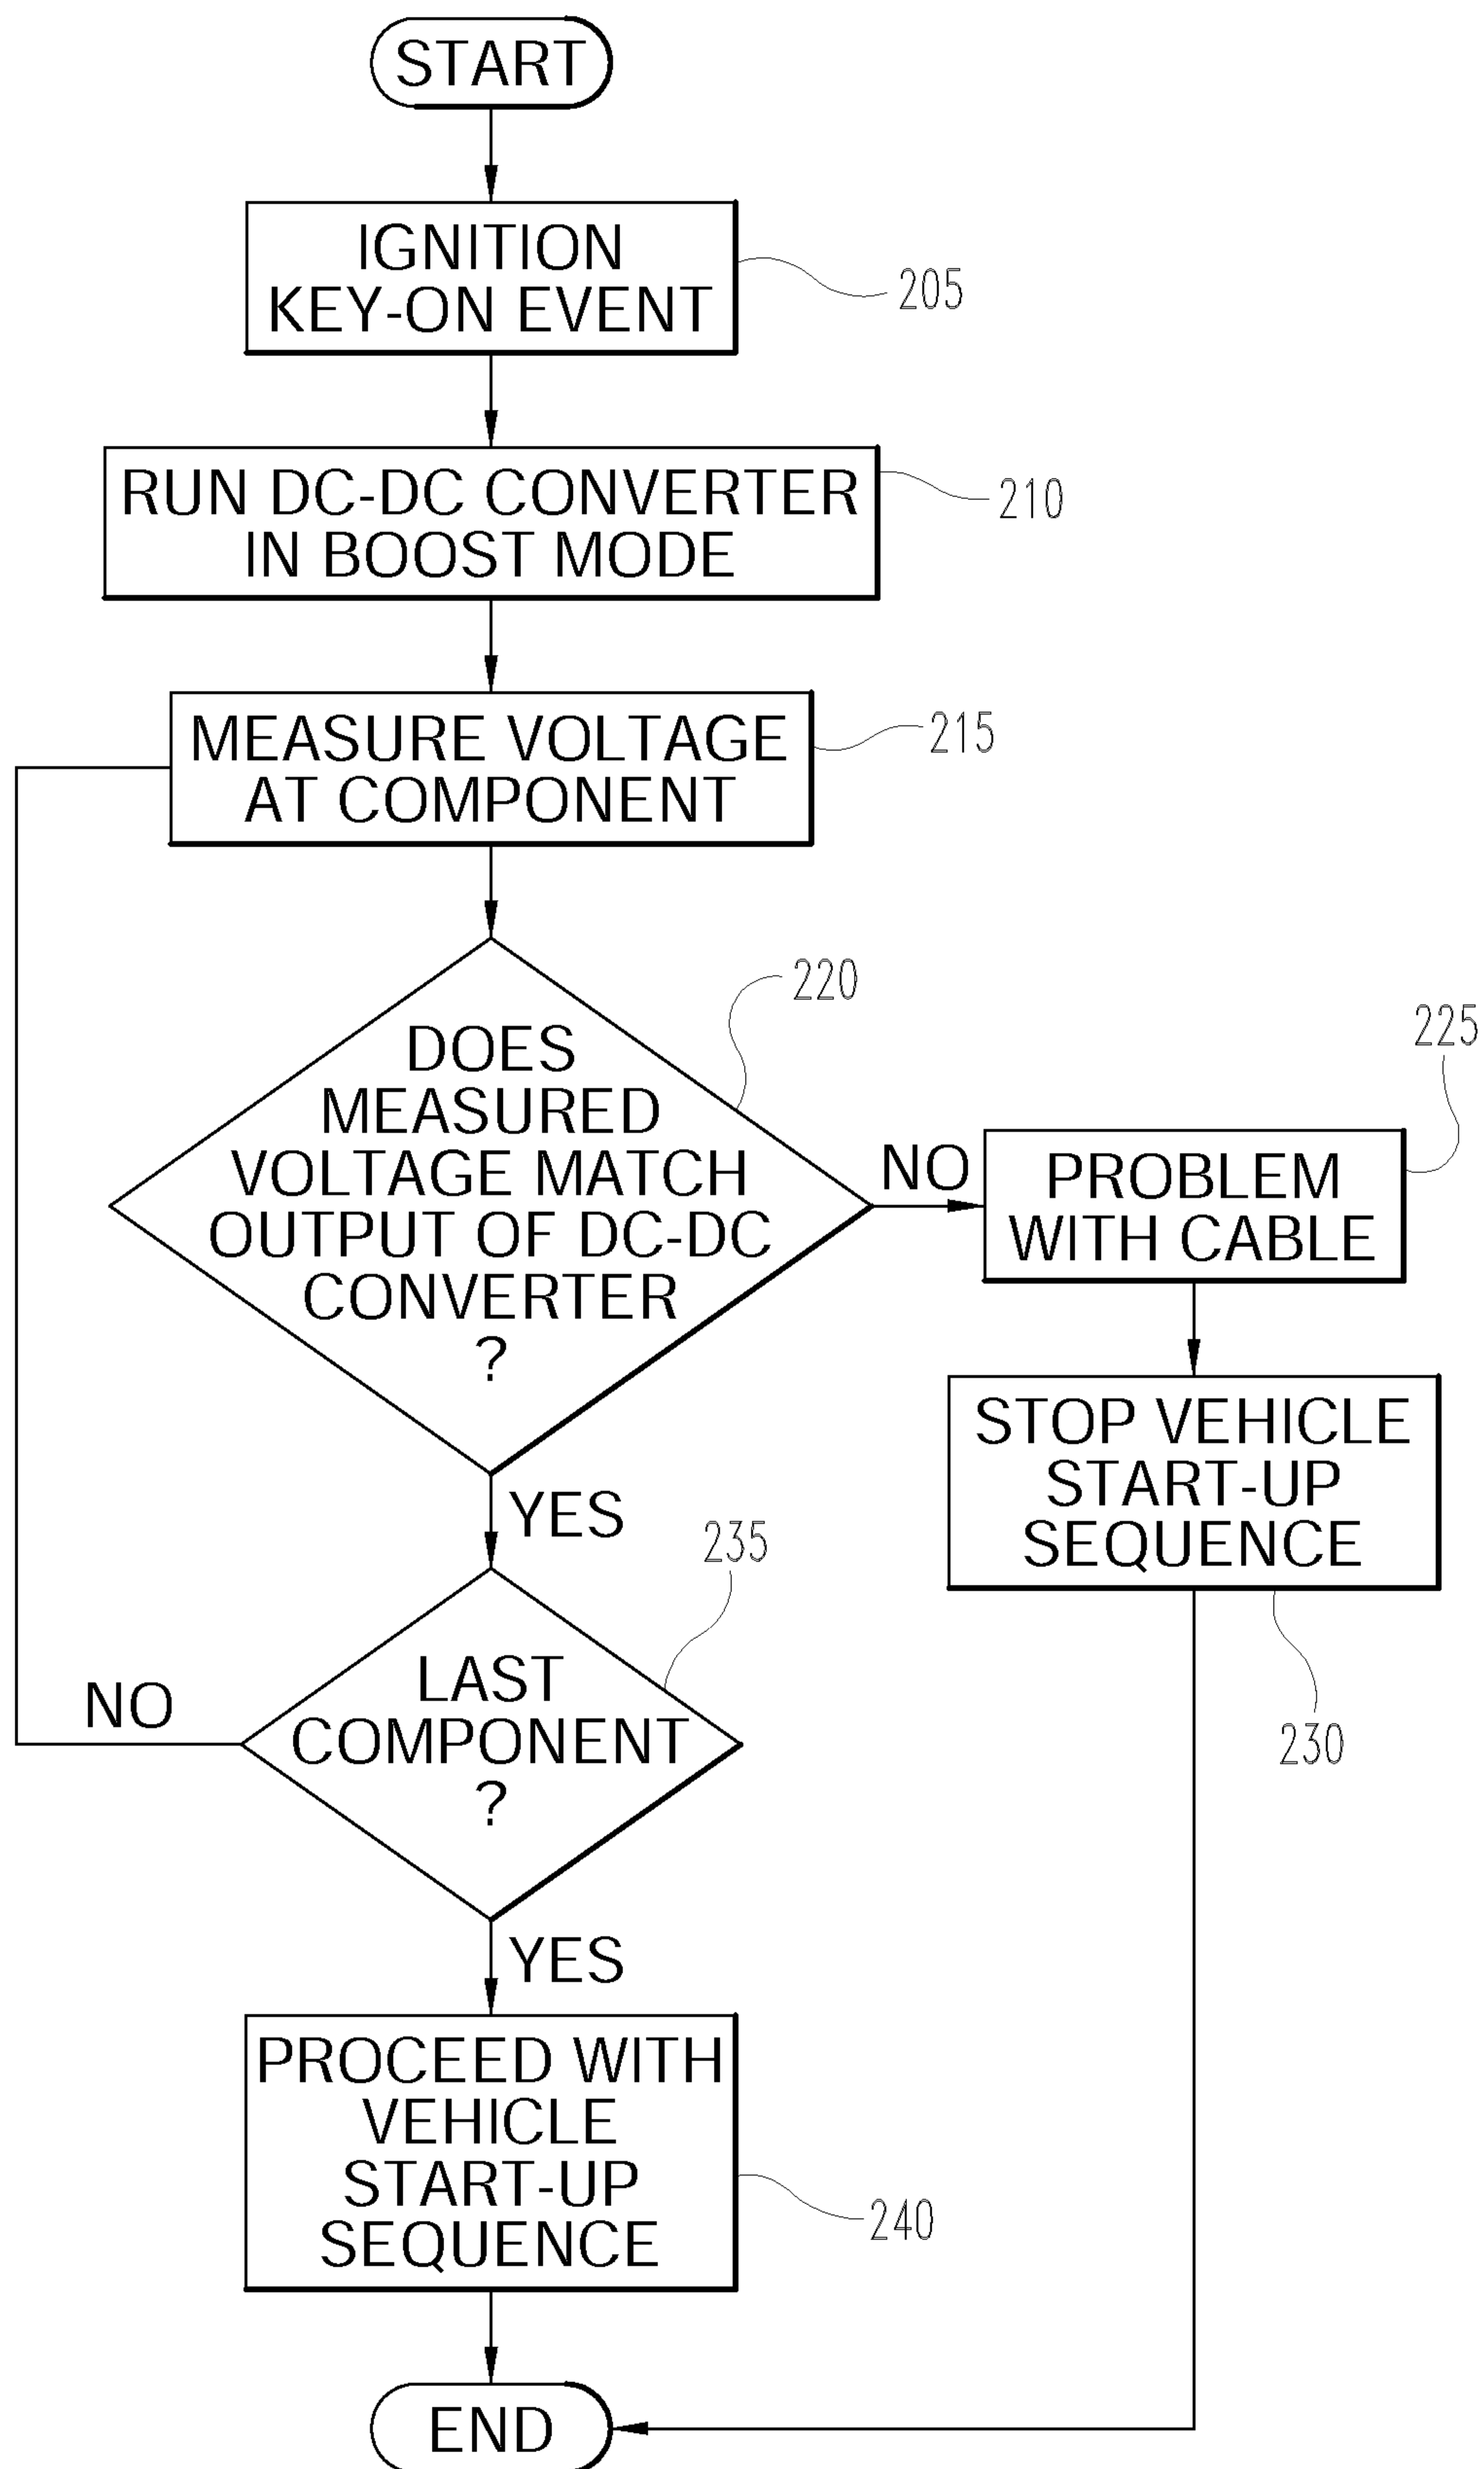 START
IGNITION
KEY-ON EVENT
205
RUN DC-DC CONVERTER
IN BOOST MODE
210
MEASURE VOLTAGE
AT COMPONENT
215
220
DOES
MEASURED
VOLTAGE MATCH
OUTPUT OF DC-DC
CONVERTER
?
NO
225
PROBLEM
WITH CABLE
STOP VEHICLE
START-UP
SEQUENCE
230
YES
235
LAST
COMPONENT
?
NO
YES
PROCEED WITH
VEHICLE
START-UP
SEQUENCE
240
END